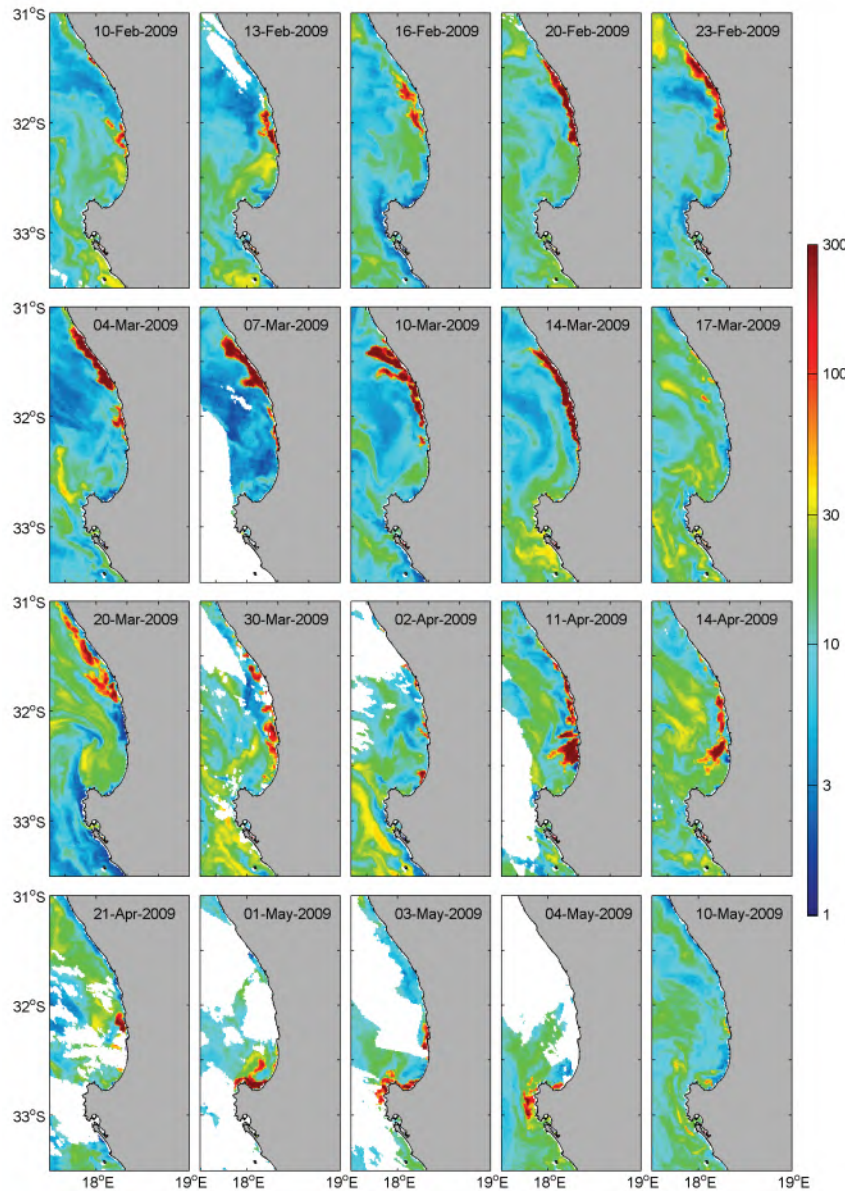 31°S
10-Feb-2009
13-Feb-2009
16-Feb-2009
20-Feb-2009
23-Feb-2009
32°S
33°S
300
31°S
04-Mar-2009
07-Mar-2009
10-Mar-2009
14-Mar-2009
17-Mar-2009
100
32°S
30
33°S
31°S
20-Mar-2009
30-Mar-2009
02-Apr-2009
11-Apr-2009
14-Apr-2009
10
32°S
3
33°S
31°S
21-Apr-2009
01-May-2009
03-May-2009
04-May-2009
10-May-2009
1
32°S
33°S
18°E
19°E
18°E
19°E
18°E
19°E
18°E
19°E
18°E
19°E